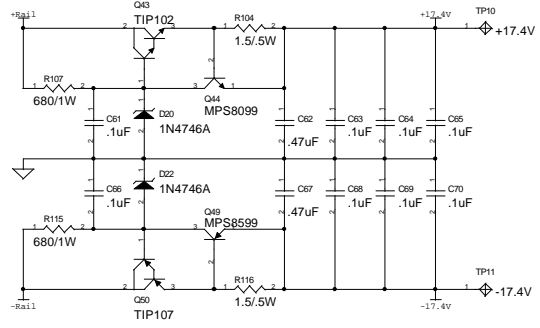 +Rail
Q43
TIP102
R104
1.5/.5W
+17.4V
TP10
+17.4V
R107
680/1W
Q44
MPS8099
C61
.1uF
D20
1N4746A
C62
.47uF
C63
.1uF
C64
.1uF
C65
.1uF
C66
.1uF
D22
1N4746A
C67
.47uF
C68
.1uF
C69
.1uF
C70
.1uF
R115
680/1W
Q49
MPS8599
-Rail
Q50
TIP107
R116
1.5/.5W
-17.4V
TP11
-17.4V